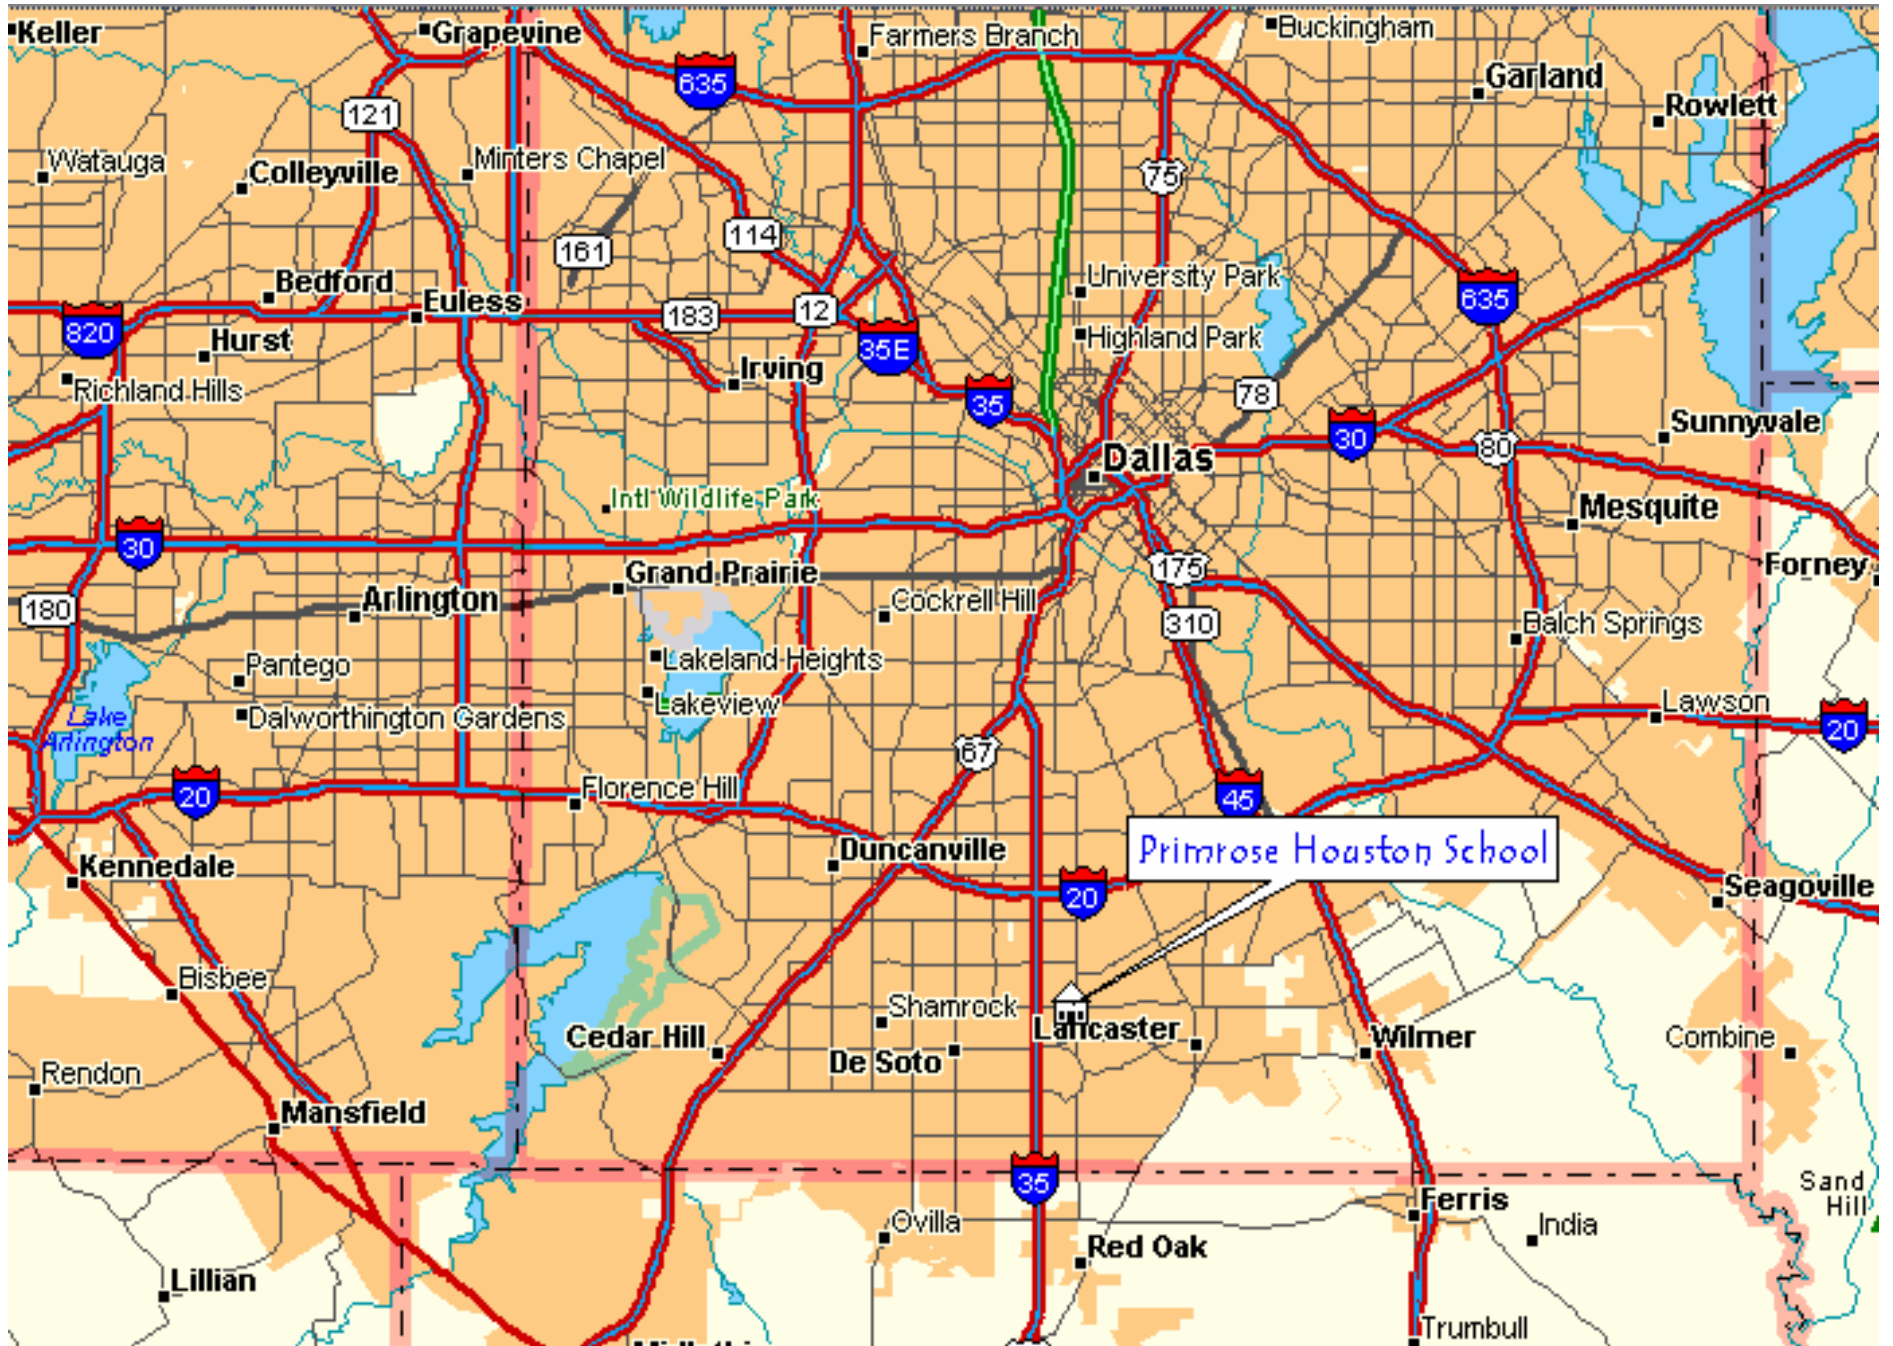 Keller
Grapevine
Farmers Branch
Buckingham
635
Garland
Rowlett
121
Watauga
Colleyville
Minters Chapel
75
161
114
University Park
Bedford
Euless
635
820
Hurst
183
12
35E
Highland Park
Richland Hills
Irving
35
78
30
80
Sunnyvale
Dallas
Intl Wildlife Park
Mesquite
30
Grand Prairie
175
Forney
180
Arlington
Cockrell Hill
310
Balch Springs
Pantego
Lakeland Heights
Lake
Arlington
Dalworthington Gardens
Lakeview
Lawson
20
67
20
Florence Hill
45
Kennedale
Duncanville
Primrose Houston School
20
Seagoville
Bisbee
Shamrock
Cedar Hill
De Soto
Lancaster
Wilmer
Combine
Rendon
Mansfield
35
Sand
Hill
Ferris
Ovilla
India
Red Oak
Lillian
Trumbull